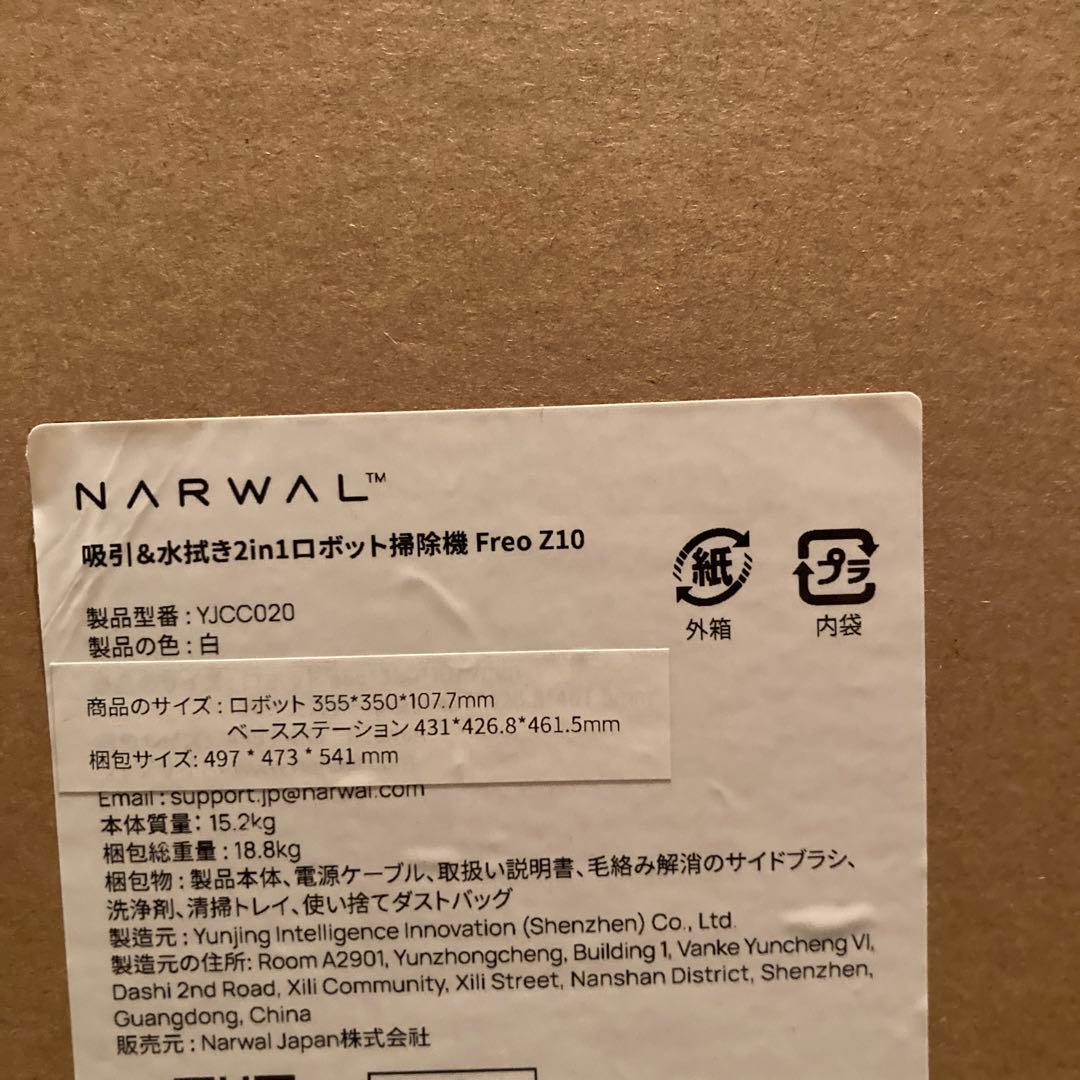 NARWAL™
吸引&水拭き2in1ロボット掃除機 Freo Z10
紙
外箱
プラ
内袋
製品型番 : YJCC020
製品の色 : 白
商品のサイズ : ロボット 355*350*107.7mm
ベースステーション 431*426.8*461.5mm
梱包サイズ: 497 * 473 * 541 mm
Email : support.jp@narwal.com
本体質量: 15.2kg
梱包総重量 : 18.8kg
梱包物 : 製品本体、電源ケーブル、取扱い説明書、毛絡み解消のサイドブラシ、
洗浄剤、清掃トレイ、使い捨てダストバッグ
製造元 : Yunjing Intelligence Innovation (Shenzhen) Co., Ltd.
製造元の住所: Room A2901, Yunzhongcheng, Building 1, Vanke Yuncheng VI,
Dashi 2nd Road, Xili Community, Xili Street, Nanshan District, Shenzhen,
Guangdong, China
販売元 : Narwal Japan株式会社